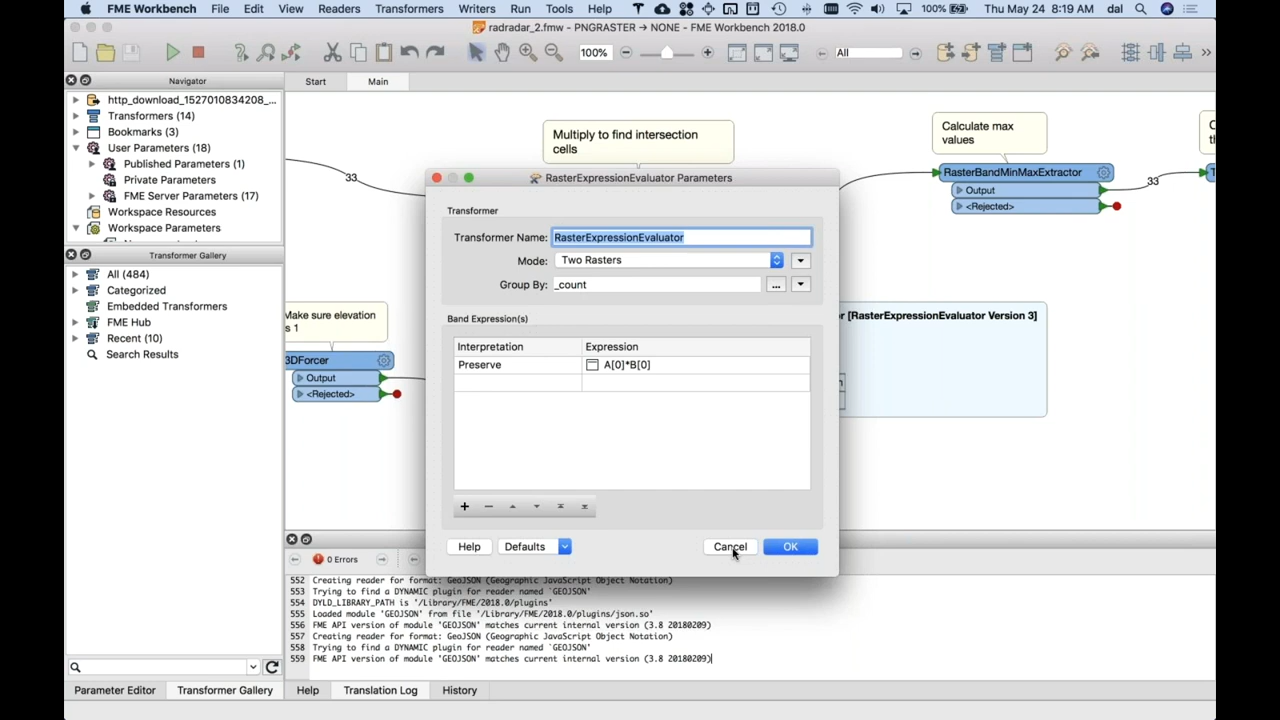 FME Workbench File Edit View Readers Transformers Writers Run Tools Help 100% Thu May 24 8:19 AM dal
radradar_2.fmw - PNGRASTER → NONE - FME Workbench 2018.0
100% All
Navigator
Start Main
http_download_1527010834208_...
Transformers (14)
Bookmarks (3)
User Parameters (18)
Published Parameters (1)
Private Parameters
FME Server Parameters (17)
Workspace Resources
Workspace Parameters
Transformer Gallery
All (484)
Categorized
Embedded Transformers
FME Hub
Recent (10)
Search Results
Parameter Editor Transformer Gallery
Multiply to find intersection
cells
33
Calculate max
values
RasterBandMinMaxExtractor
Output
<Rejected>
33
Make sure elevation
s 1
3DForcer
Output
<Rejected>
r [RasterExpressionEvaluator Version 3]
RasterExpressionEvaluator Parameters
Transformer
Transformer Name: RasterExpressionEvaluator
Mode: Two Rasters
Group By: _count ...
Band Expression(s)
Interpretation Expression
Preserve A[0]*B[0]
Help Defaults Cancel OK
0 Errors
552 Creating reader for format: GeoJSON (Geographic JavaScript Object Notation)
553 Trying to find a DYNAMIC plugin for reader named `GEOJSON'
554 DYLD_LIBRARY_PATH is '/Library/FME/2018.0/plugins'
555 Loaded module 'GEOJSON' from file '/Library/FME/2018.0/plugins/json.so'
556 FME API version of module 'GEOJSON' matches current internal version (3.8 20180209)
557 Creating reader for format: GeoJSON (Geographic JavaScript Object Notation)
558 Trying to find a DYNAMIC plugin for reader named `GEOJSON'
559 FME API version of module 'GEOJSON' matches current internal version (3.8 20180209)
Help Translation Log History